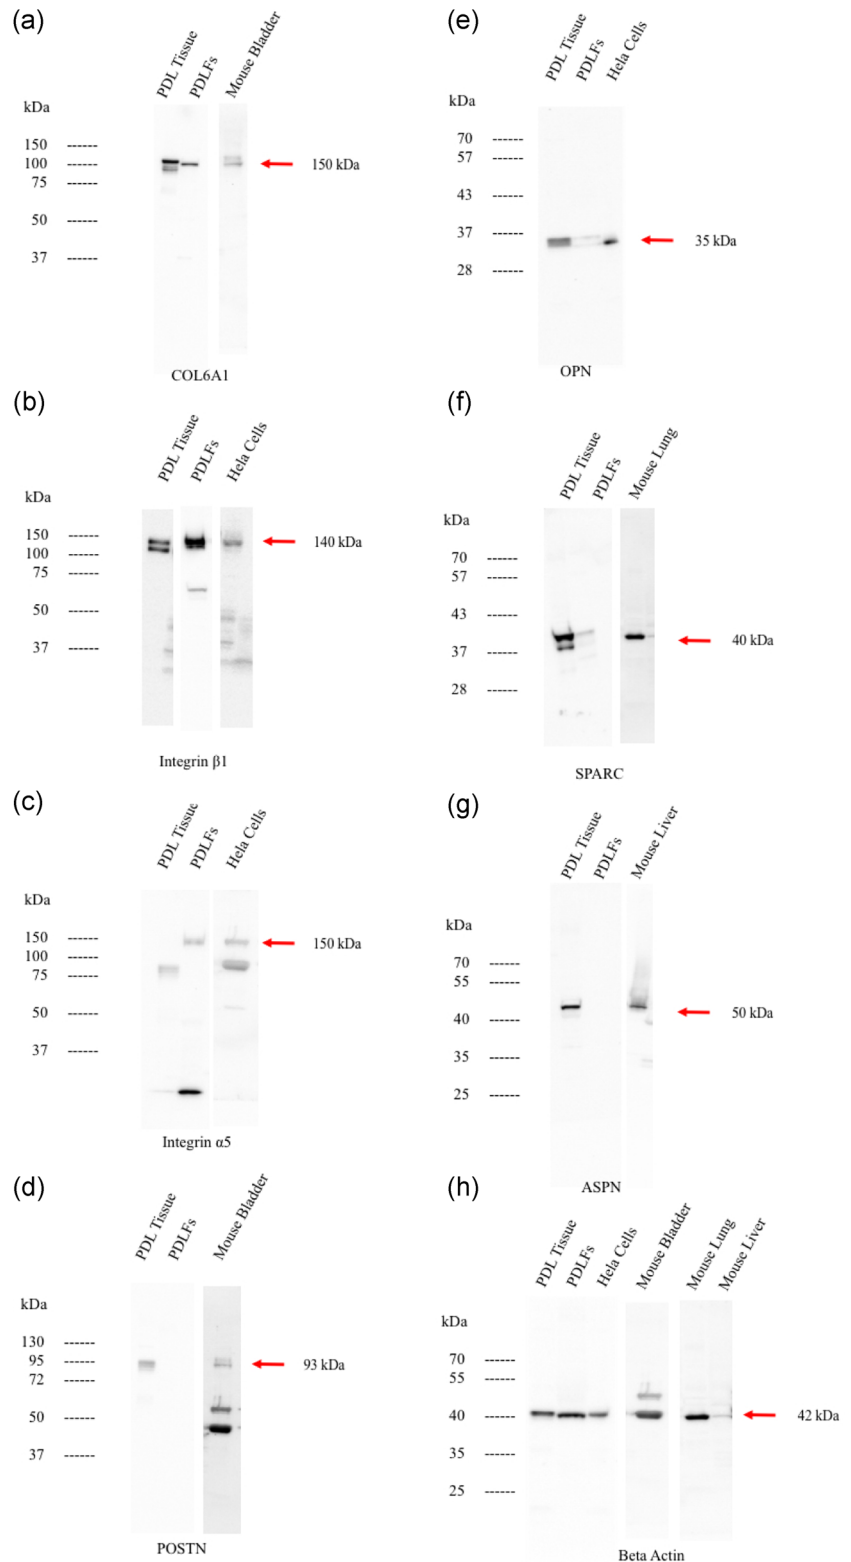 (a)
PDL Tissue
PDLFs
Mouse Bladder
kDa
150 ------
100 ------
75 ------
50 ------
37 ------
150 kDa
COL6A1
(b)
PDL Tissue
PDLFs
Hela Cells
kDa
150 ------
100 ------
75 ------
50 ------
37 ------
140 kDa
Integrin β1
(c)
PDL Tissue
PDLFs
Hela Cells
kDa
150 ------
100 ------
75 ------
50 ------
37 ------
150 kDa
Integrin α5
(d)
PDL Tissue
PDLFs
Mouse Bladder
kDa
130 ------
95 ------
72 ------
50 ------
37 ------
93 kDa
POSTN
(e)
PDL Tissue
PDLFs
Hela Cells
kDa
70 ------
57 ------
43 ------
37 ------
28 ------
35 kDa
OPN
(f)
PDL Tissue
PDLFs
Mouse Lung
kDa
70 ------
57 ------
43 ------
37 ------
28 ------
40 kDa
SPARC
(g)
PDL Tissue
PDLFs
Mouse Liver
kDa
70 ------
55 ------
40 ------
35 ------
25 ------
50 kDa
ASPN
(h)
PDL Tissue
PDLFs
Hela Cells
Mouse Bladder
Mouse Lung
Mouse Liver
kDa
70 ------
55 ------
40 ------
35 ------
25 ------
42 kDa
Beta Actin